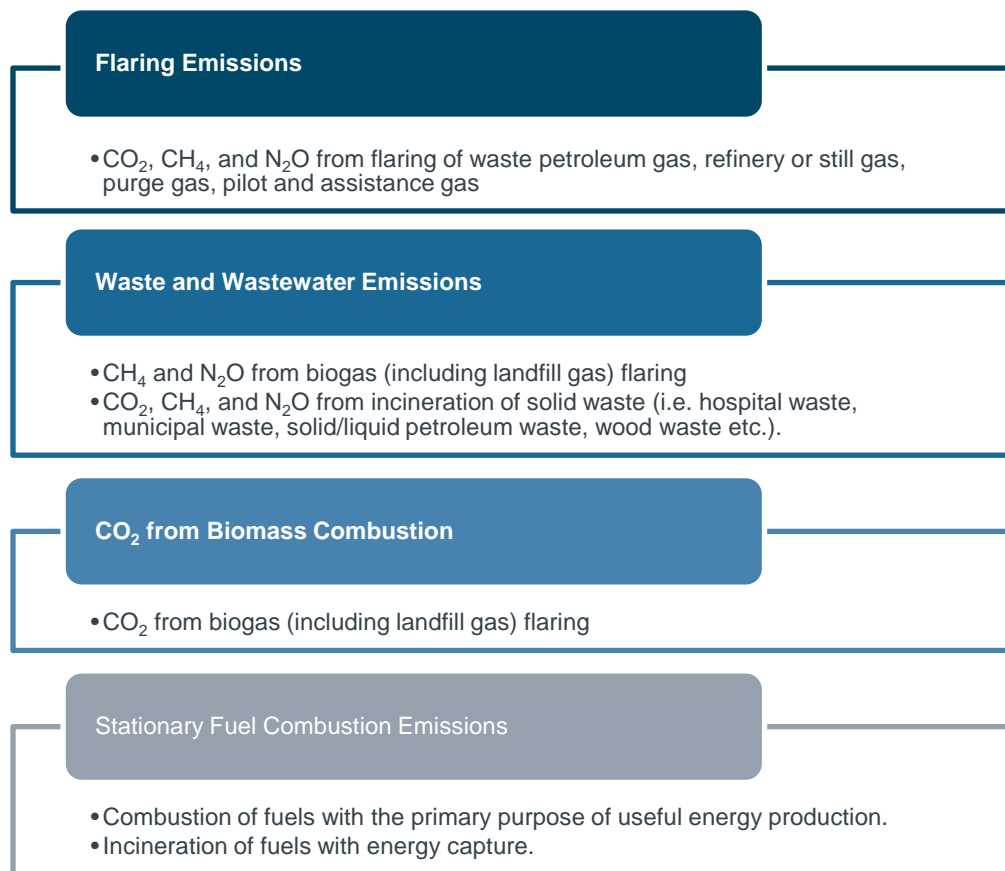 Flaring Emissions
•CO₂, CH₄, and N₂O from flaring of waste petroleum gas, refinery or still gas,
purge gas, pilot and assistance gas
Waste and Wastewater Emissions
•CH₄ and N₂O from biogas (including landfill gas) flaring
•CO₂, CH₄, and N₂O from incineration of solid waste (i.e. hospital waste,
municipal waste, solid/liquid petroleum waste, wood waste etc.).
CO₂ from Biomass Combustion
•CO₂ from biogas (including landfill gas) flaring
Stationary Fuel Combustion Emissions
•Combustion of fuels with the primary purpose of useful energy production.
•Incineration of fuels with energy capture.